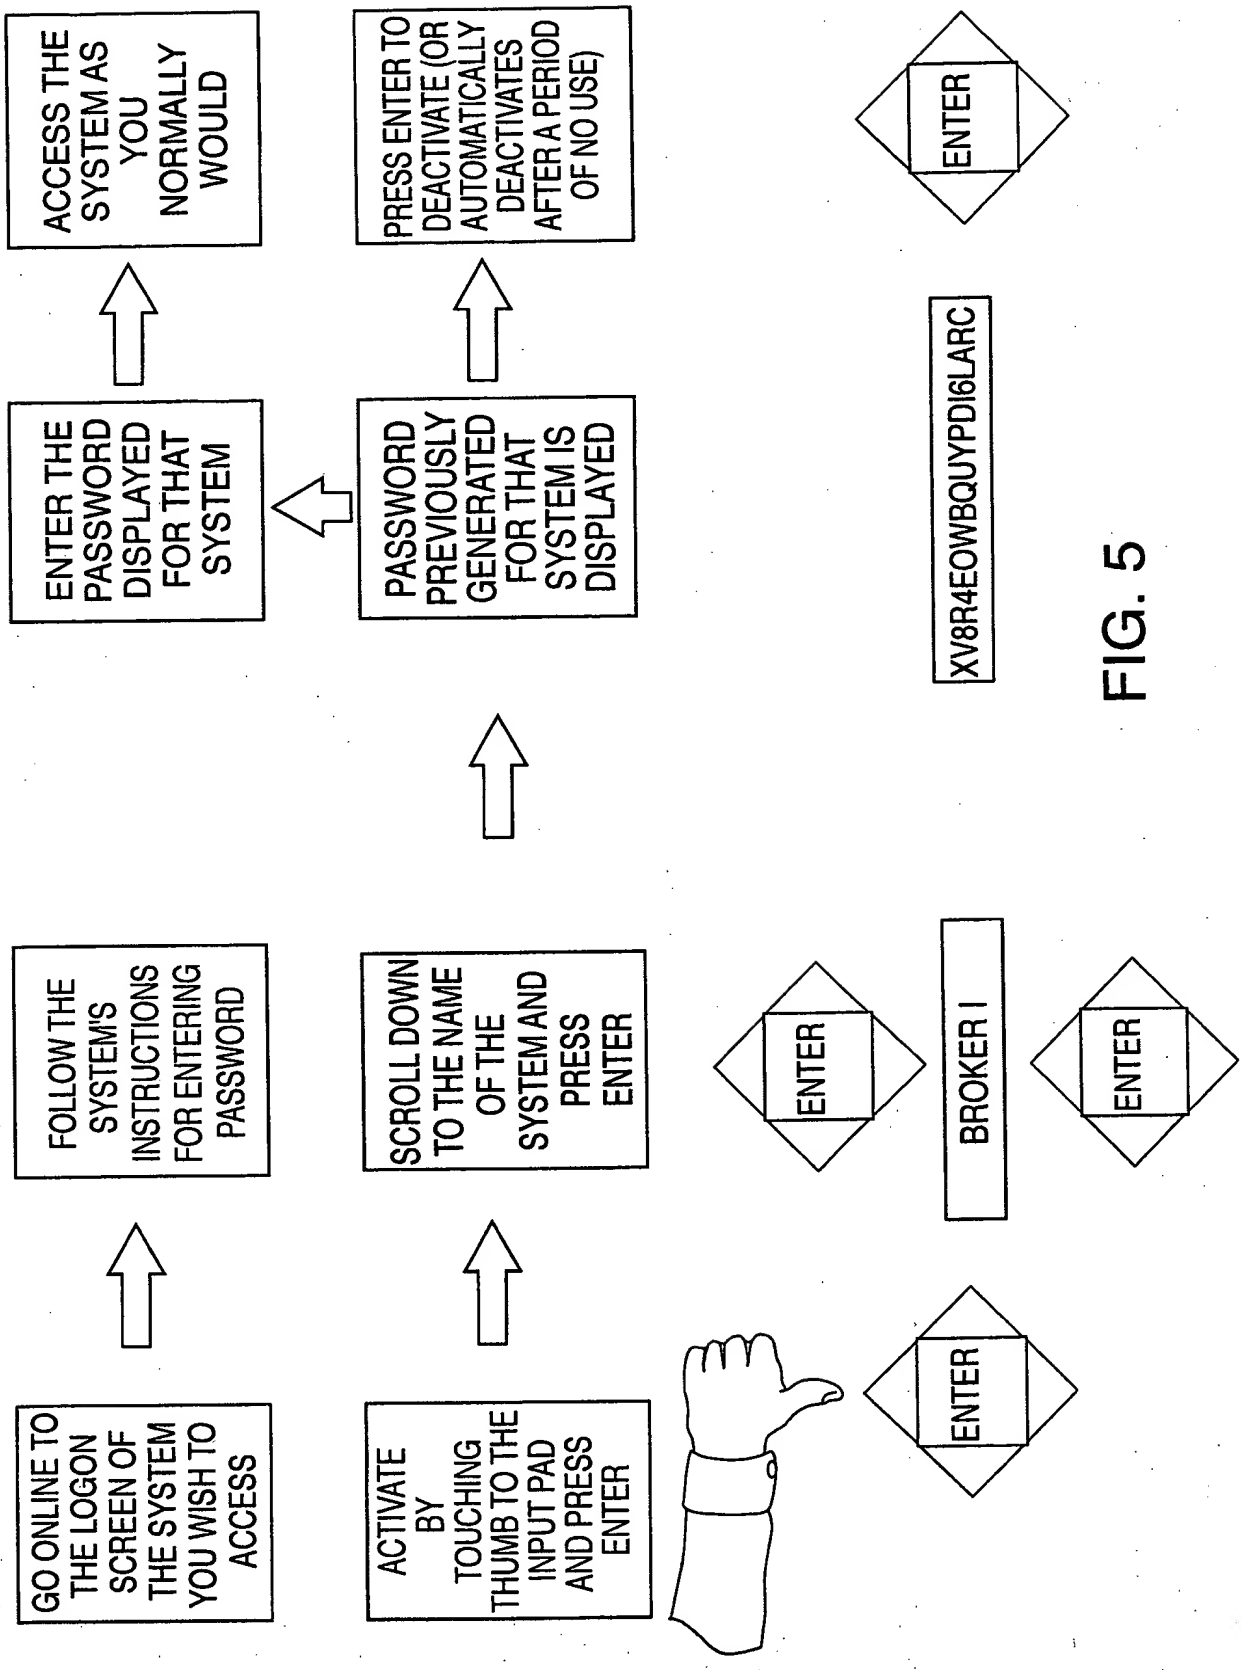 GO ONLINE TO
THE LOGON
SCREEN OF
THE SYSTEM
YOU WISH TO
ACCESS
FOLLOW THE
SYSTEM'S
INSTRUCTIONS
FOR ENTERING
PASSWORD
ENTER THE
PASSWORD
DISPLAYED
FOR THAT
SYSTEM
ACCESS THE
SYSTEM AS
YOU
NORMALLY
WOULD
ACTIVATE
BY
TOUCHING
THUMB TO THE
INPUT PAD
AND PRESS
ENTER
SCROLL DOWN
TO THE NAME
OF THE
SYSTEM AND
PRESS
ENTER
PASSWORD
PREVIOUSLY
GENERATED
FOR THAT
SYSTEM IS
DISPLAYED
PRESS ENTER TO
DEACTIVATE (OR
AUTOMATICALLY
DEACTIVATES
AFTER A PERIOD
OF NO USE)
ENTER
ENTER
BROKER I
ENTER
XV8R4EOWBQUYPDI6LARC
ENTER
FIG. 5